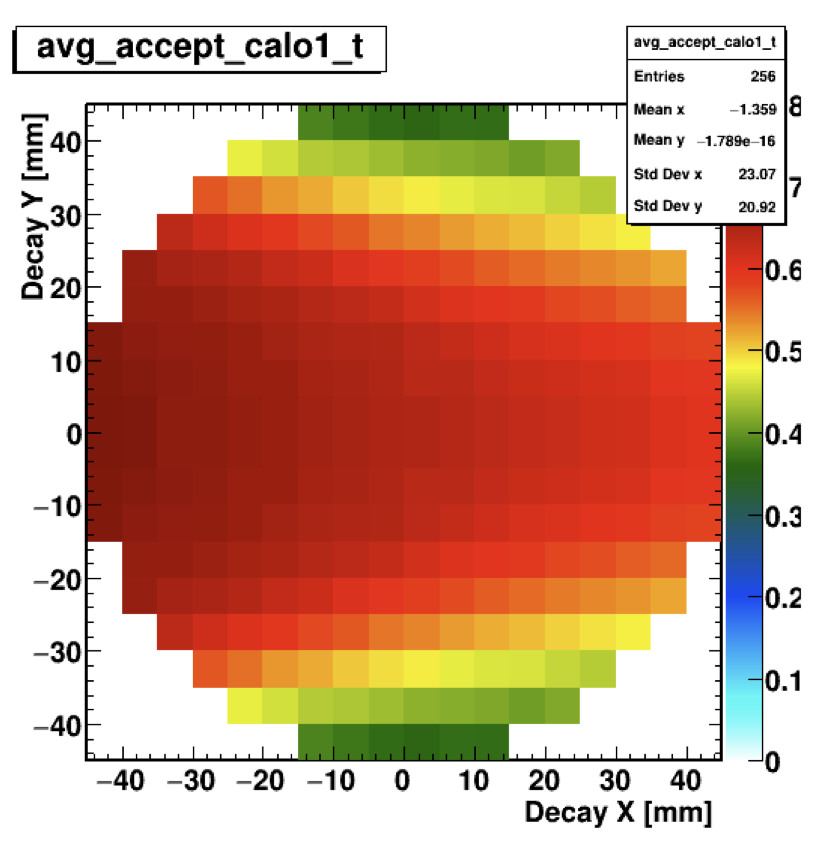 avg_accept_calo1_t
avg_accept_calo1_t
Entries 256
Mean x −1.359
Mean y −1.789e−16
Std Dev x 23.07
Std Dev y 20.92
Decay Y [mm]
40
30
20
10
0
−10
−20
−30
−40
−40 −30 −20 −10 0 10 20 30 40
Decay X [mm]
8
7
0.6
0.5
0.4
0.3
0.2
0.1
0